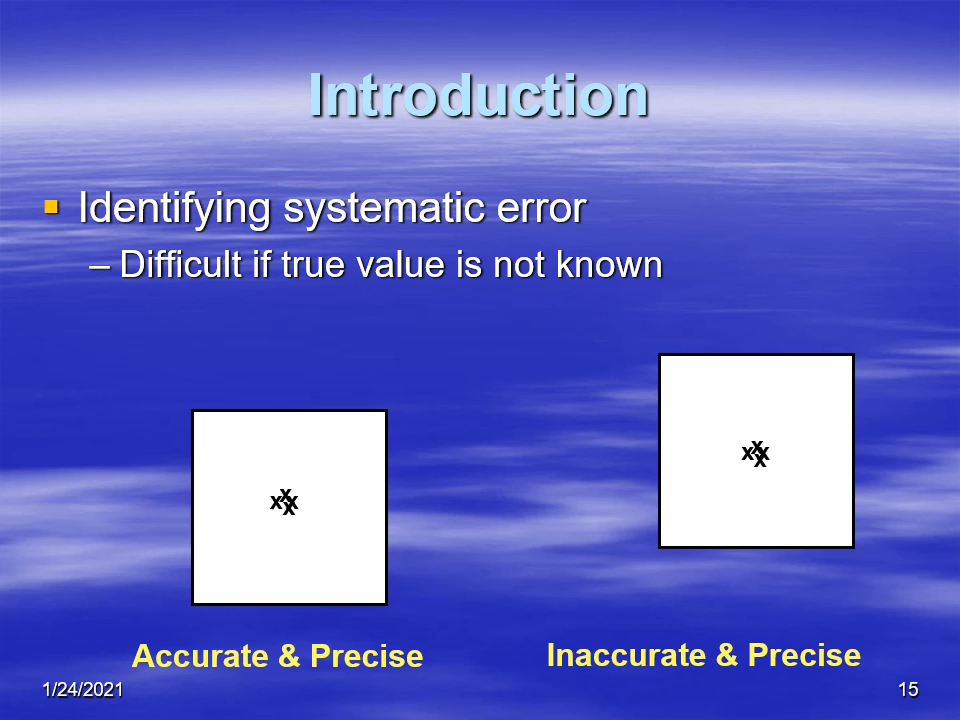 Introduction
Identifying systematic error
– Difficult if true value is not known
x
x x
x
x
x x
x
Accurate & Precise
Inaccurate & Precise
1/24/2021
15